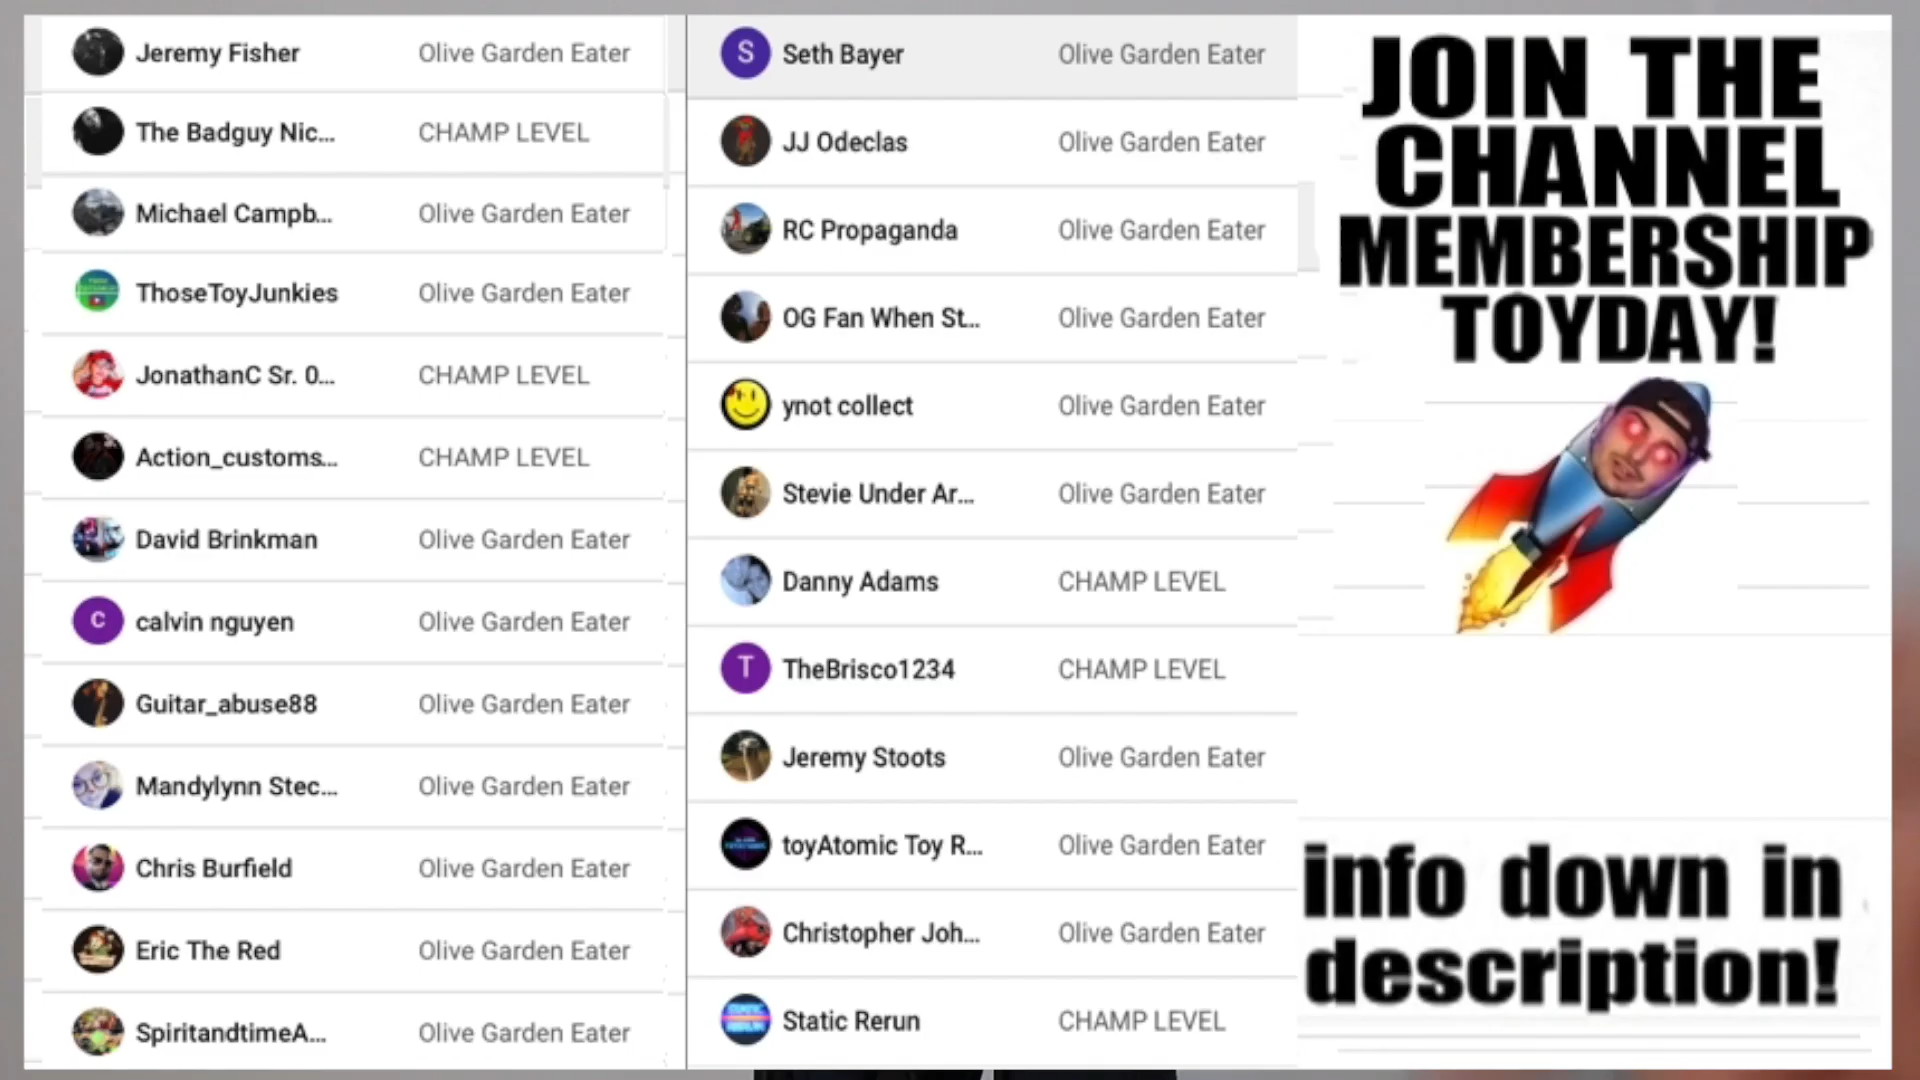 Jeremy Fisher Olive Garden Eater
The Badguy Nic... CHAMP LEVEL
Michael Campb... Olive Garden Eater
ThoseToyJunkies Olive Garden Eater
JonathanC Sr. 0... CHAMP LEVEL
Action_customs... CHAMP LEVEL
David Brinkman Olive Garden Eater
c calvin nguyen Olive Garden Eater
Guitar_abuse88 Olive Garden Eater
Mandylynn Stec... Olive Garden Eater
Chris Burfield Olive Garden Eater
Eric The Red Olive Garden Eater
SpiritandtimeA... Olive Garden Eater
S Seth Bayer Olive Garden Eater
JJ Odeclas Olive Garden Eater
RC Propaganda Olive Garden Eater
OG Fan When St... Olive Garden Eater
ynot collect Olive Garden Eater
Stevie Under Ar... Olive Garden Eater
Danny Adams CHAMP LEVEL
T TheBrisco1234 CHAMP LEVEL
Jeremy Stoots Olive Garden Eater
toyAtomic Toy R... Olive Garden Eater
Christopher Joh... Olive Garden Eater
Static Rerun CHAMP LEVEL
JOIN THE
CHANNEL
MEMBERSHIP
TOYDAY!
info down in
description!